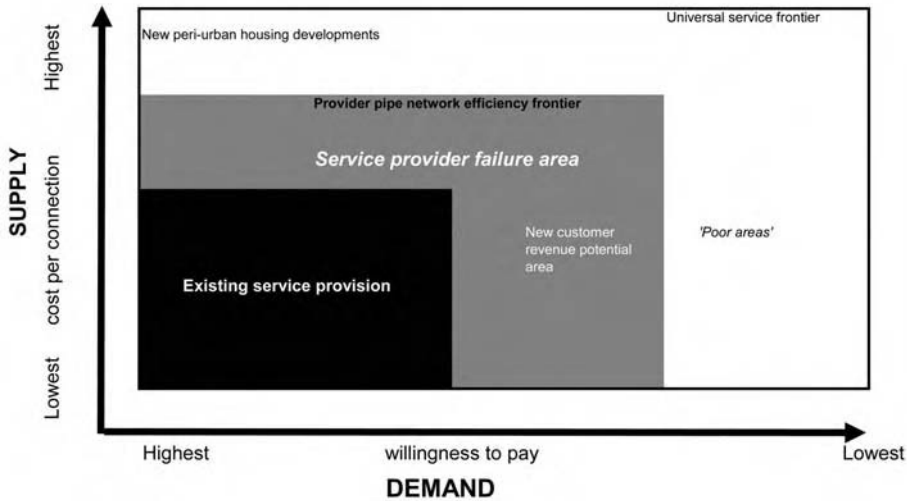 Universal service frontier
New peri-urban housing developments
Highest
Provider pipe network efficiency frontier
Service provider failure area
SUPPLY
cost per connection
New customer
revenue potential
area
'Poor areas'
Existing service provision
Lowest
Highest
willingness to pay
Lowest
DEMAND